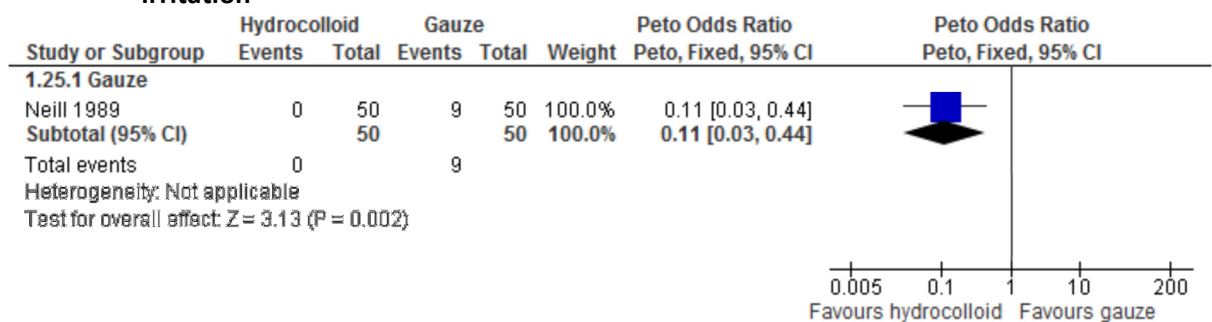 irritation
Hydrocolloid Gauze Peto Odds Ratio Peto Odds Ratio
Study or Subgroup Events Total Events Total Weight Peto, Fixed, 95% CI Peto, Fixed, 95% CI
1.25.1 Gauze
Neill 1989 0 50 9 50 100.0% 0.11 [0.03, 0.44]
Subtotal (95% CI) 50 50 100.0% 0.11 [0.03, 0.44]
Total events 0 9
Heterogeneity: Not applicable
Test for overall effect: Z = 3.13 (P = 0.002)
0.005 0.1 1 10 200
Favours hydrocolloid Favours gauze